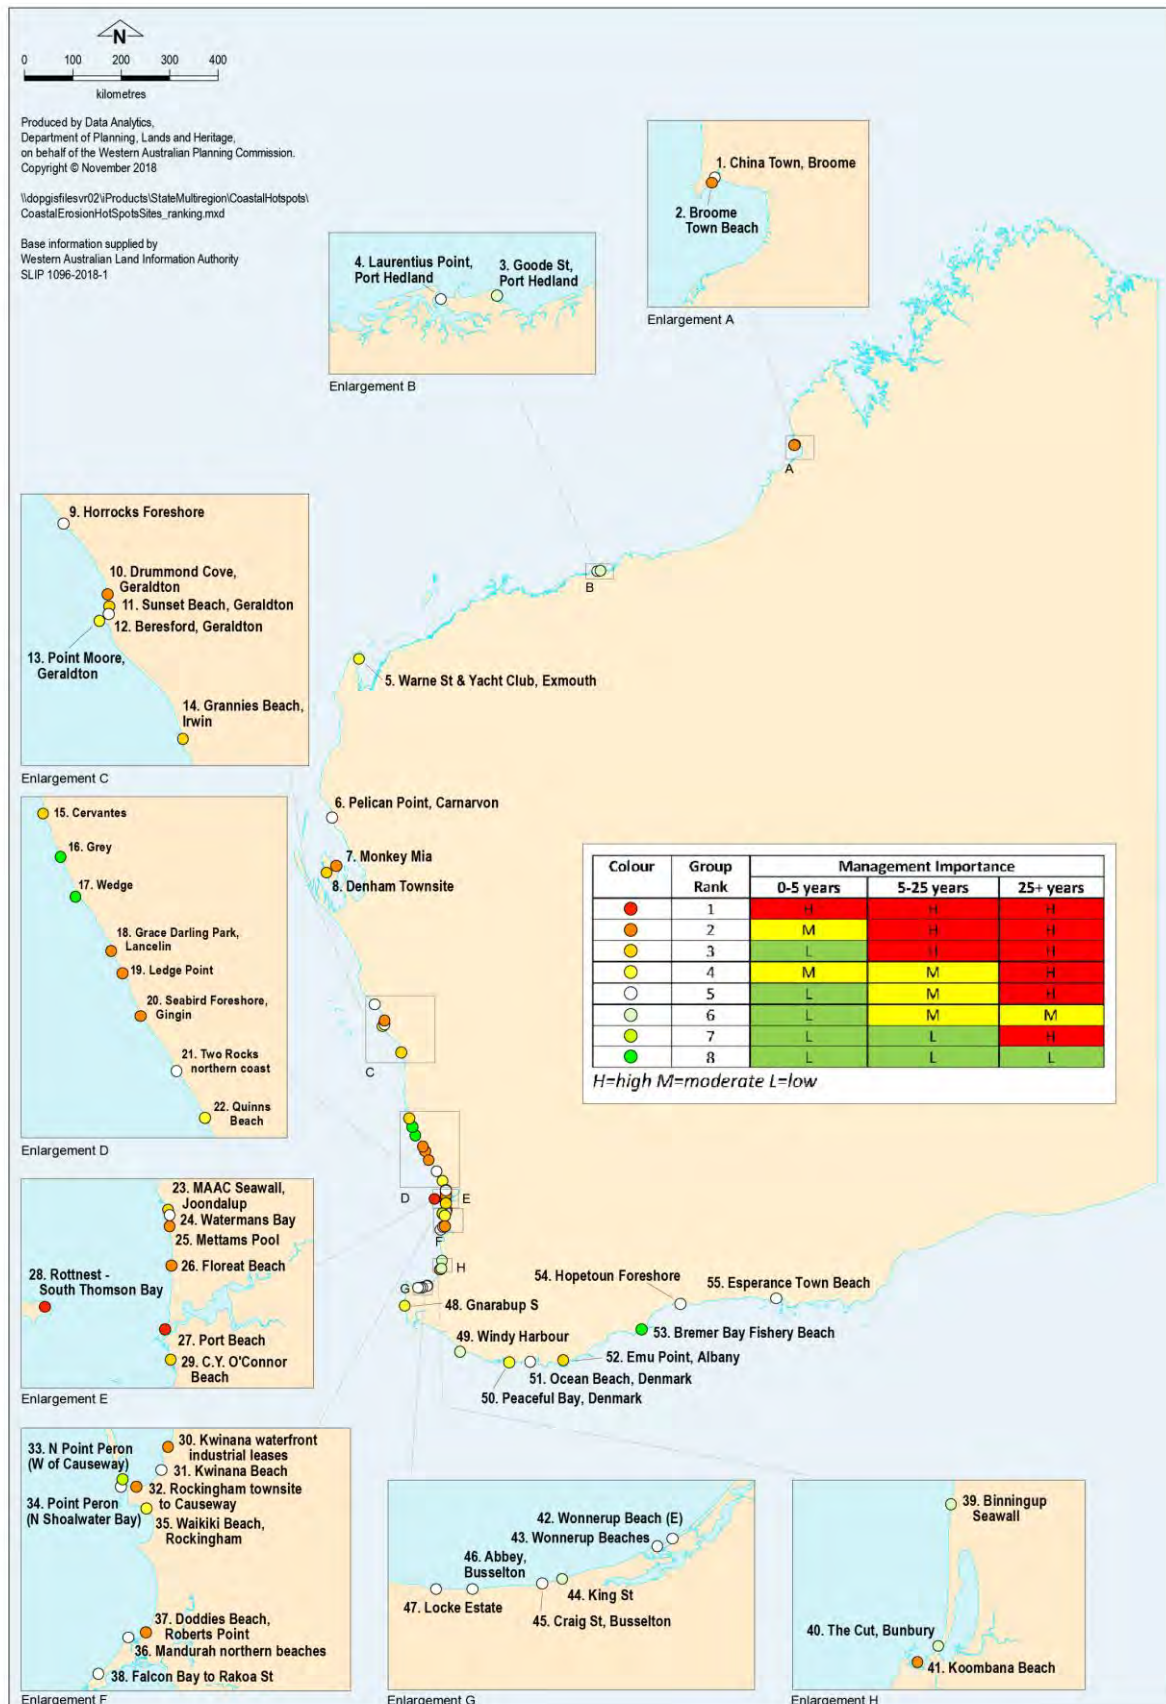 N
0 100 200 300 400
kilometres
Produced by Data Analytics,
Department of Planning, Lands and Heritage,
on behalf of the Western Australian Planning Commission.
Copyright © November 2018
\\dopgisfilesvr02\iProducts\StateMultiregion\CoastalHotspots\
CoastalErosionHotSpotsSites_ranking.mxd
Base information supplied by
Western Australian Land Information Authority
SLIP 1096-2018-1
1. China Town, Broome
2. Broome
Town Beach
Enlargement A
4. Laurentius Point,
Port Hedland
3. Goode St,
Port Hedland
Enlargement B
A
B
9. Horrocks Foreshore
10. Drummond Cove,
Geraldton
11. Sunset Beach, Geraldton
12. Beresford, Geraldton
13. Point Moore,
Geraldton
14. Grannies Beach,
Irwin
Enlargement C
5. Warne St & Yacht Club, Exmouth
6. Pelican Point, Carnarvon
7. Monkey Mia
8. Denham Townsite
15. Cervantes
16. Grey
17. Wedge
18. Grace Darling Park,
Lancelin
19. Ledge Point
20. Seabird Foreshore,
Gingin
21. Two Rocks
northern coast
22. Quinns
Beach
Enlargement D
Colour Group Rank Management Importance
0-5 years 5-25 years 25+ years
1 H H H
2 M H H
3 L H H
4 M M H
5 L M H
6 L M M
7 L L H
8 L L L
H=high M=moderate L=low
C
D
E
F
H
G
23. MAAC Seawall,
Joondalup
24. Watermans Bay
25. Mettams Pool
26. Floreat Beach
28. Rottnest -
South Thomson Bay
27. Port Beach
29. C.Y. O'Connor
Beach
Enlargement E
48. Gnarabup S
49. Windy Harbour
50. Peaceful Bay, Denmark
51. Ocean Beach, Denmark
52. Emu Point, Albany
53. Bremer Bay Fishery Beach
54. Hopetoun Foreshore
55. Esperance Town Beach
30. Kwinana waterfront
industrial leases
31. Kwinana Beach
33. N Point Peron
(W of Causeway)
32. Rockingham townsite
to Causeway
34. Point Peron
(N Shoalwater Bay)
35. Waikiki Beach,
Rockingham
37. Doddies Beach,
Roberts Point
36. Mandurah northern beaches
38. Falcon Bay to Rakoa St
Enlargement F
42. Wonnerup Beach (E)
43. Wonnerup Beaches
46. Abbey,
Busselton
44. King St
47. Locke Estate
45. Craig St, Busselton
Enlargement G
39. Binningup
Seawall
40. The Cut, Bunbury
41. Koombana Beach
Enlargement H